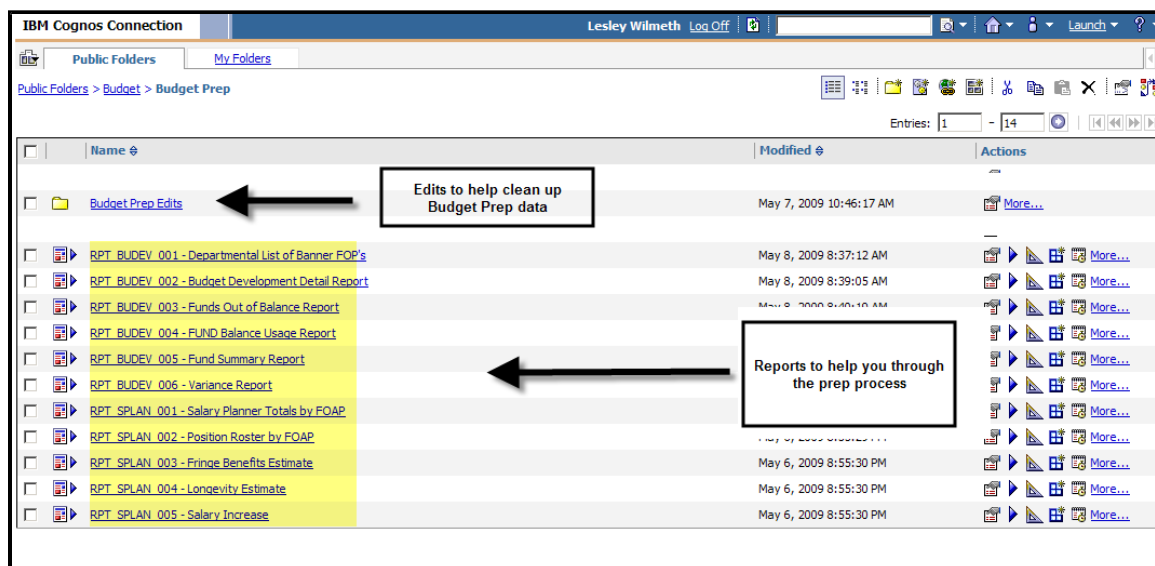 IBM Cognos Connection
Lesley Wilmeth Log Off
Launch ?
Public Folders My Folders
Public Folders > Budget > Budget Prep
Entries: 1 - 14
Name Modified Actions
Edits to help clean up
Budget Prep data
Budget Prep Edits May 7, 2009 10:46:17 AM More...
RPT_BUDEV_001 - Departmental List of Banner FOP's May 8, 2009 8:37:12 AM More...
RPT_BUDEV_002 - Budget Development Detail Report May 8, 2009 8:39:05 AM More...
RPT_BUDEV_003 - Funds Out of Balance Report More...
RPT_BUDEV_004 - FUND Balance Usage Report More...
RPT_BUDEV_005 - Fund Summary Report More...
Reports to help you through
the prep process
RPT_BUDEV_006 - Variance Report More...
RPT_SPLAN_001 - Salary Planner Totals by FOAP More...
RPT_SPLAN_002 - Position Roster by FOAP More...
RPT_SPLAN_003 - Fringe Benefits Estimate May 6, 2009 8:55:30 PM More...
RPT_SPLAN_004 - Longevity Estimate May 6, 2009 8:55:30 PM More...
RPT_SPLAN_005 - Salary Increase May 6, 2009 8:55:30 PM More...